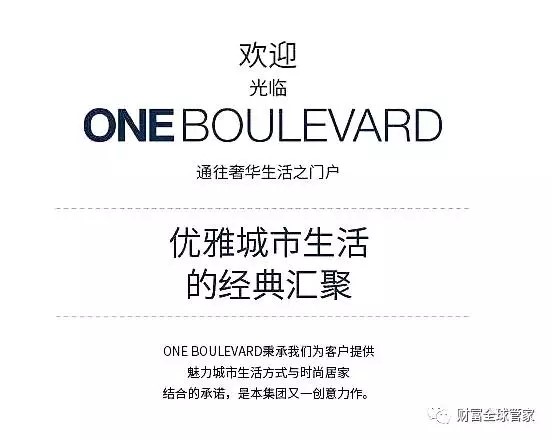 欢迎
光临
ONE BOULEVARD
通往奢华生活之门户
优雅城市生活
的经典汇聚
ONE BOULEVARD秉承我们为客户提供
魅力城市生活方式与时尚居家
结合的承诺，是本集团又一创意力作。
财富全球管家